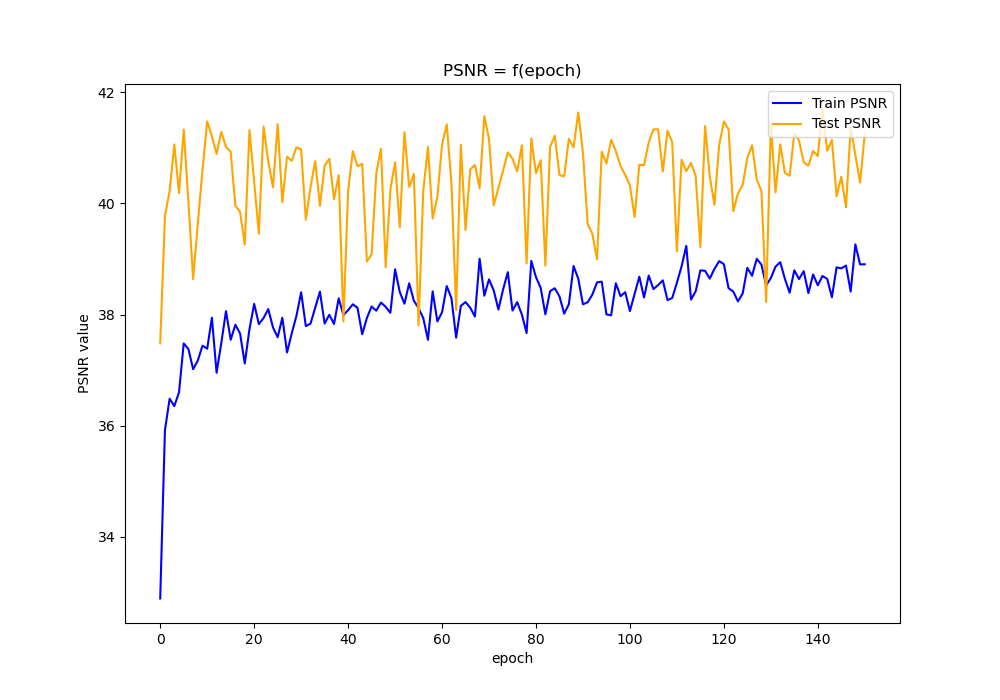 PSNR = f(epoch)
Train PSNR
Test PSNR
PSNR value
42
40
38
36
34
0 20 40 60 80 100 120 140
epoch